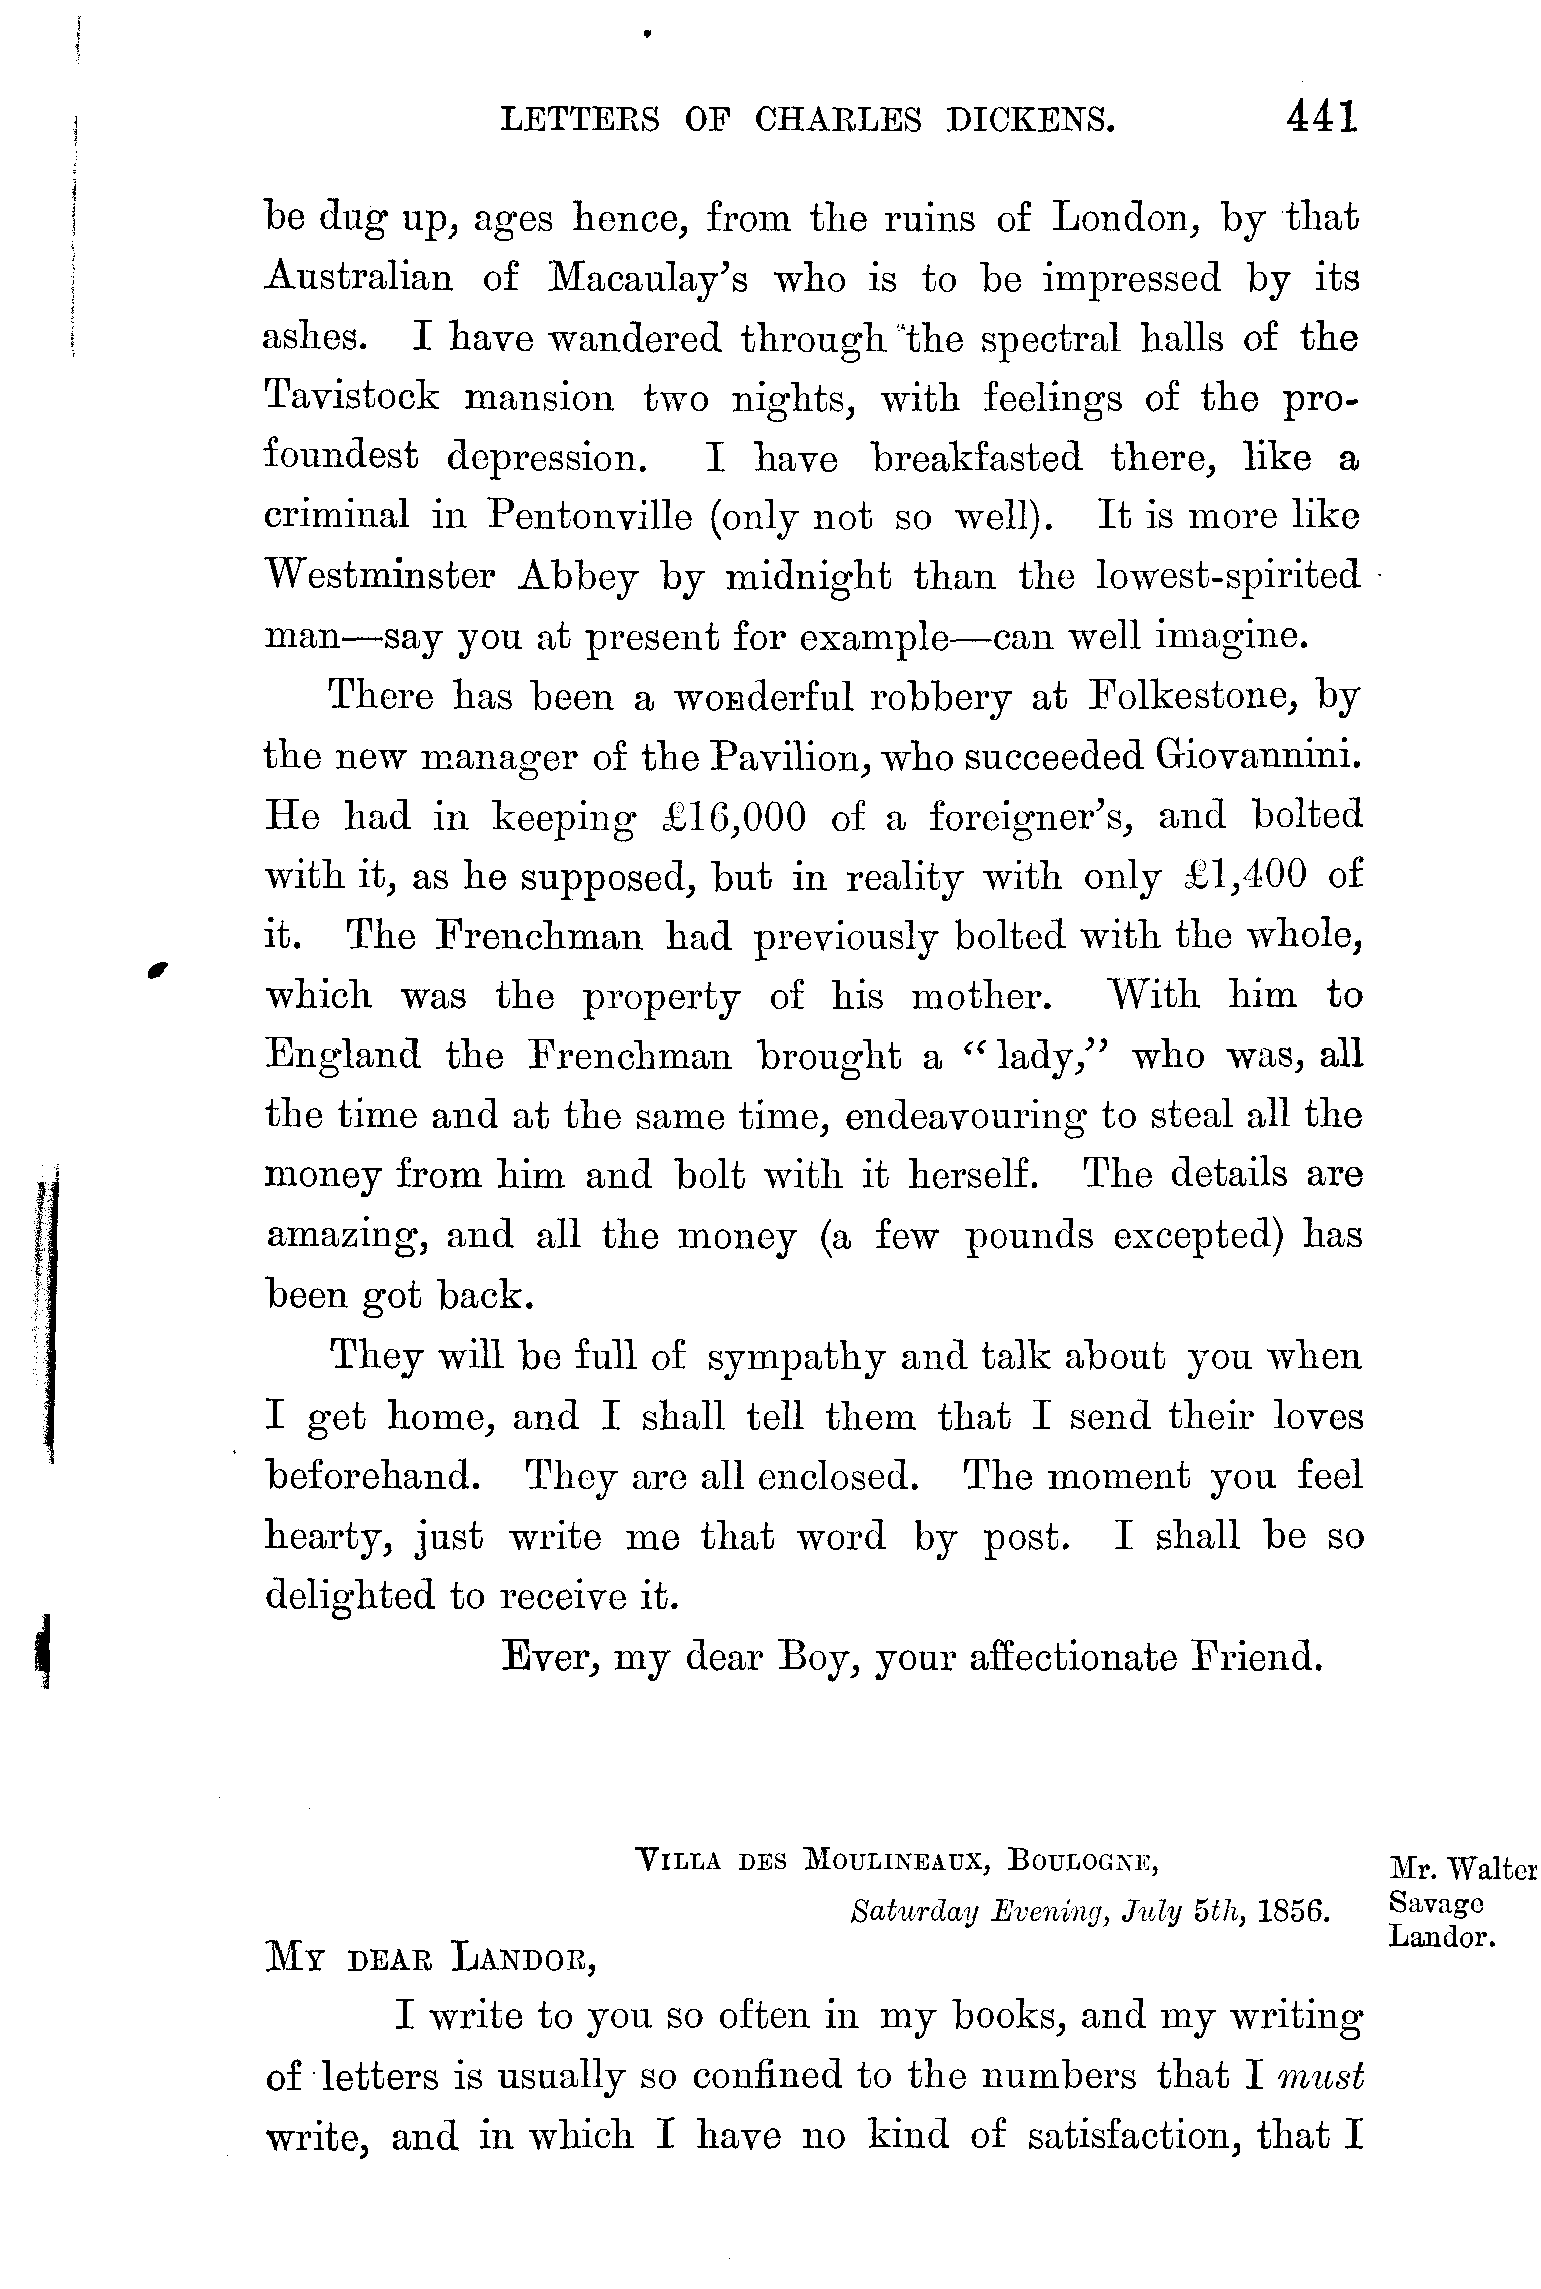 LETTERS OF CHARLES DICKENS. 441
be dug up, ages hence, from the ruins of London, by that
Australian of Macaulay's who is to be impressed by its
ashes. I have wandered through the spectral halls of the
Tavistock mansion two nights, with feelings of the pro-
foundest depression. I have breakfasted there, like a
criminal in Pentonville (only not so well). It is more like
Westminster Abbey by midnight than the lowest-spirited
man—say you at present for example—can well imagine.
There has been a wonderful robbery at Folkestone, by
the new manager of the Pavilion, who succeeded Giovannini.
He had in keeping £16,000 of a foreigner's, and bolted
with it, as he supposed, but in reality with only £1,400 of
it. The Frenchman had previously bolted with the whole,
which was the property of his mother. With him to
England the Frenchman brought a "lady," who was, all
the time and at the same time, endeavouring to steal all the
money from him and bolt with it herself. The details are
amazing, and all the money (a few pounds excepted) has
been got back.
They will be full of sympathy and talk about you when
I get home, and I shall tell them that I send their loves
beforehand. They are all enclosed. The moment you feel
hearty, just write me that word by post. I shall be so
delighted to receive it.
Ever, my dear Boy, your affectionate Friend.
VILLA DES MOULINEAUX, BOULOGNE,
Saturday Evening, July 5th, 1856.
Mr. Walter
Savage
Landor.
MY DEAR LANDOR,
I write to you so often in my books, and my writing
of letters is usually so confined to the numbers that I must
write, and in which I have no kind of satisfaction, that I